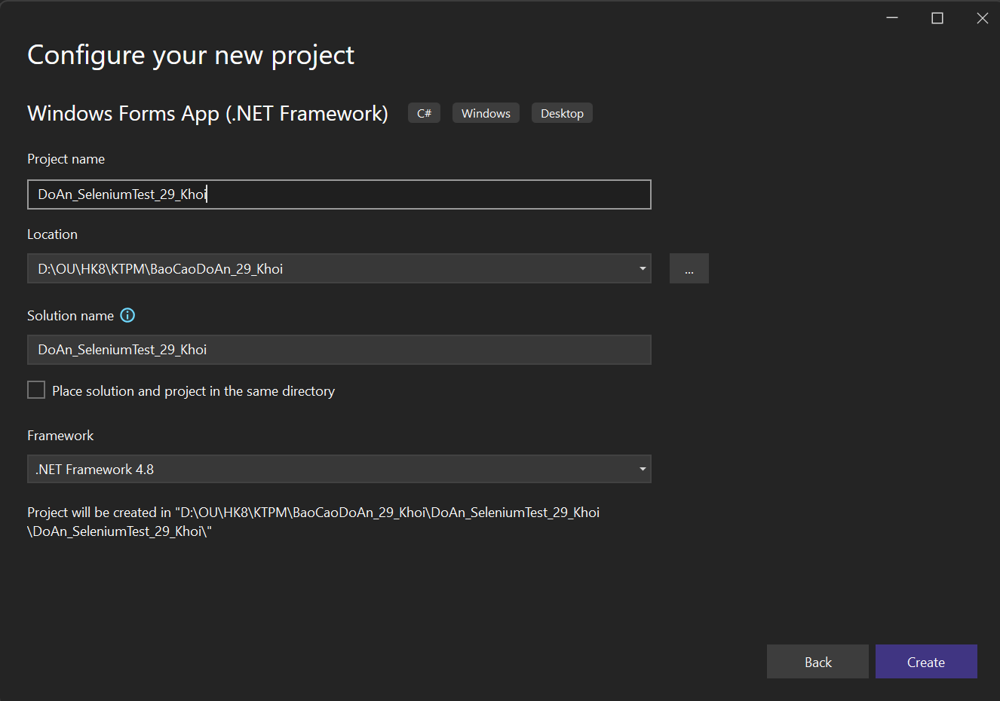 Configure your new project
Windows Forms App (.NET Framework) C# Windows Desktop
Project name
DoAn_SeleniumTest_29_Khoi
Location
D:\OU\HK8\KTPM\BaoCaoDoAn_29_Khoi
...
Solution name
DoAn_SeleniumTest_29_Khoi
Place solution and project in the same directory
Framework
.NET Framework 4.8
Project will be created in "D:\OU\HK8\KTPM\BaoCaoDoAn_29_Khoi\DoAn_SeleniumTest_29_Khoi
\DoAn_SeleniumTest_29_Khoi\"
Back Create